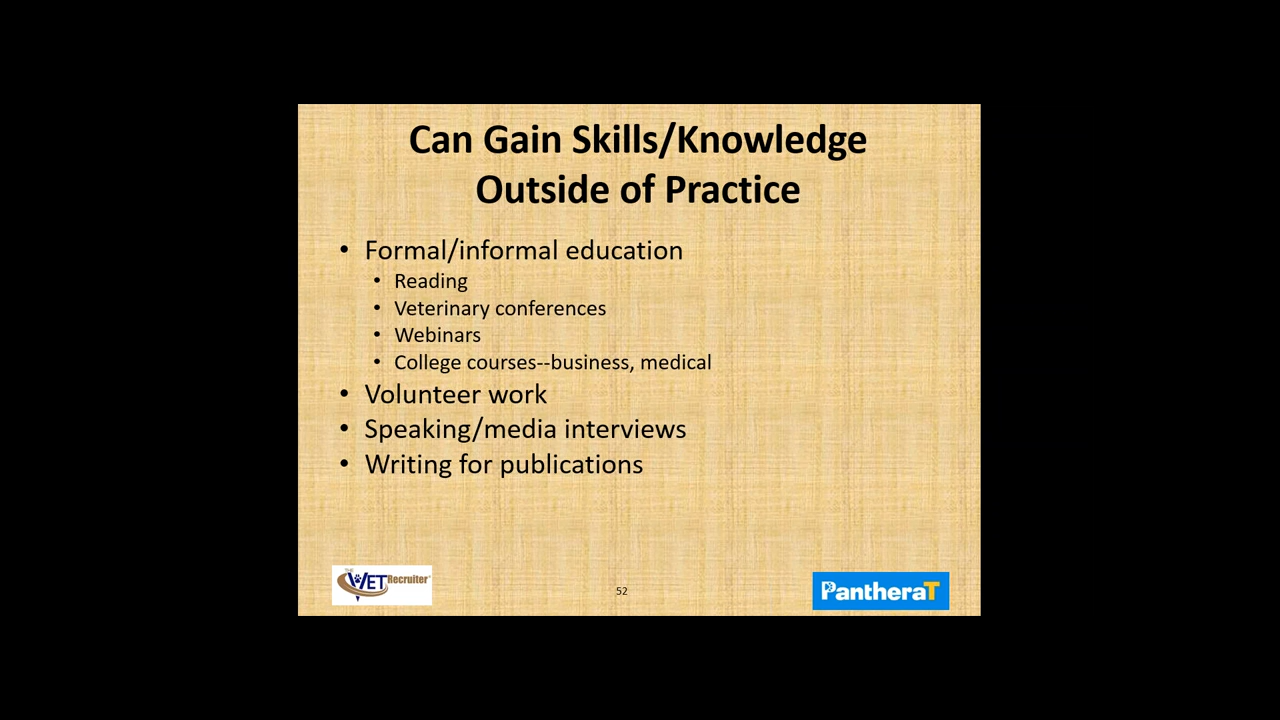 Can Gain Skills/Knowledge
Outside of Practice
• Formal/informal education
• Reading
• Veterinary conferences
• Webinars
• College courses--business, medical
• Volunteer work
• Speaking/media interviews
• Writing for publications
THE
VET Recruiter®
52
PantheraT